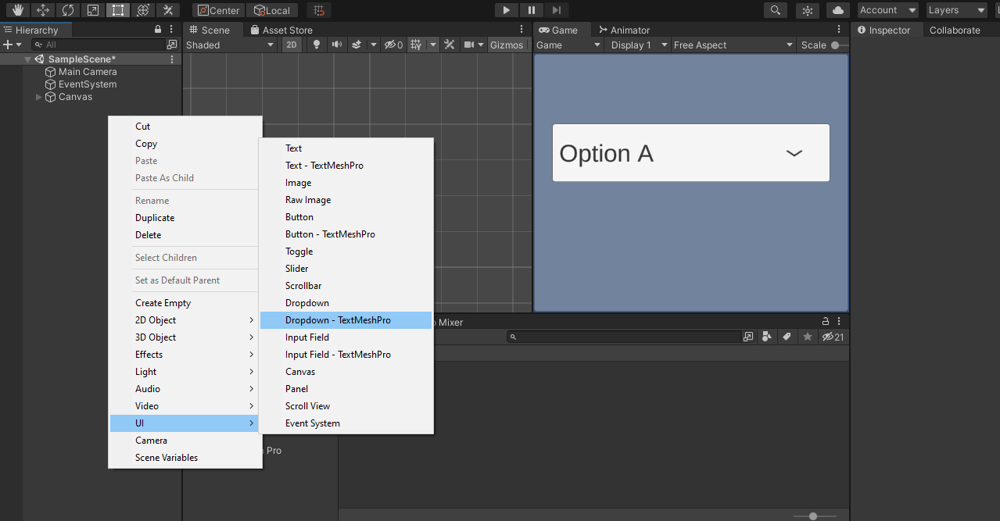 Center Local Account Layers
Hierarchy Scene Asset Store Game Animator Inspector Collaborate
All Shaded 2D 0 Gizmos Game Display 1 Free Aspect Scale
SampleScene*
Main Camera
EventSystem
Canvas
Cut
Copy
Paste
Paste As Child
Rename
Duplicate
Delete
Select Children
Set as Default Parent
Create Empty
2D Object
3D Object
Effects
Light
Audio
Video
UI
Camera
Scene Variables
Text
Text - TextMeshPro
Image
Raw Image
Button
Button - TextMeshPro
Toggle
Slider
Scrollbar
Dropdown
Dropdown - TextMeshPro
Input Field
Input Field - TextMeshPro
Canvas
Panel
Scroll View
Event System
Option A
Mixer
21
Pro